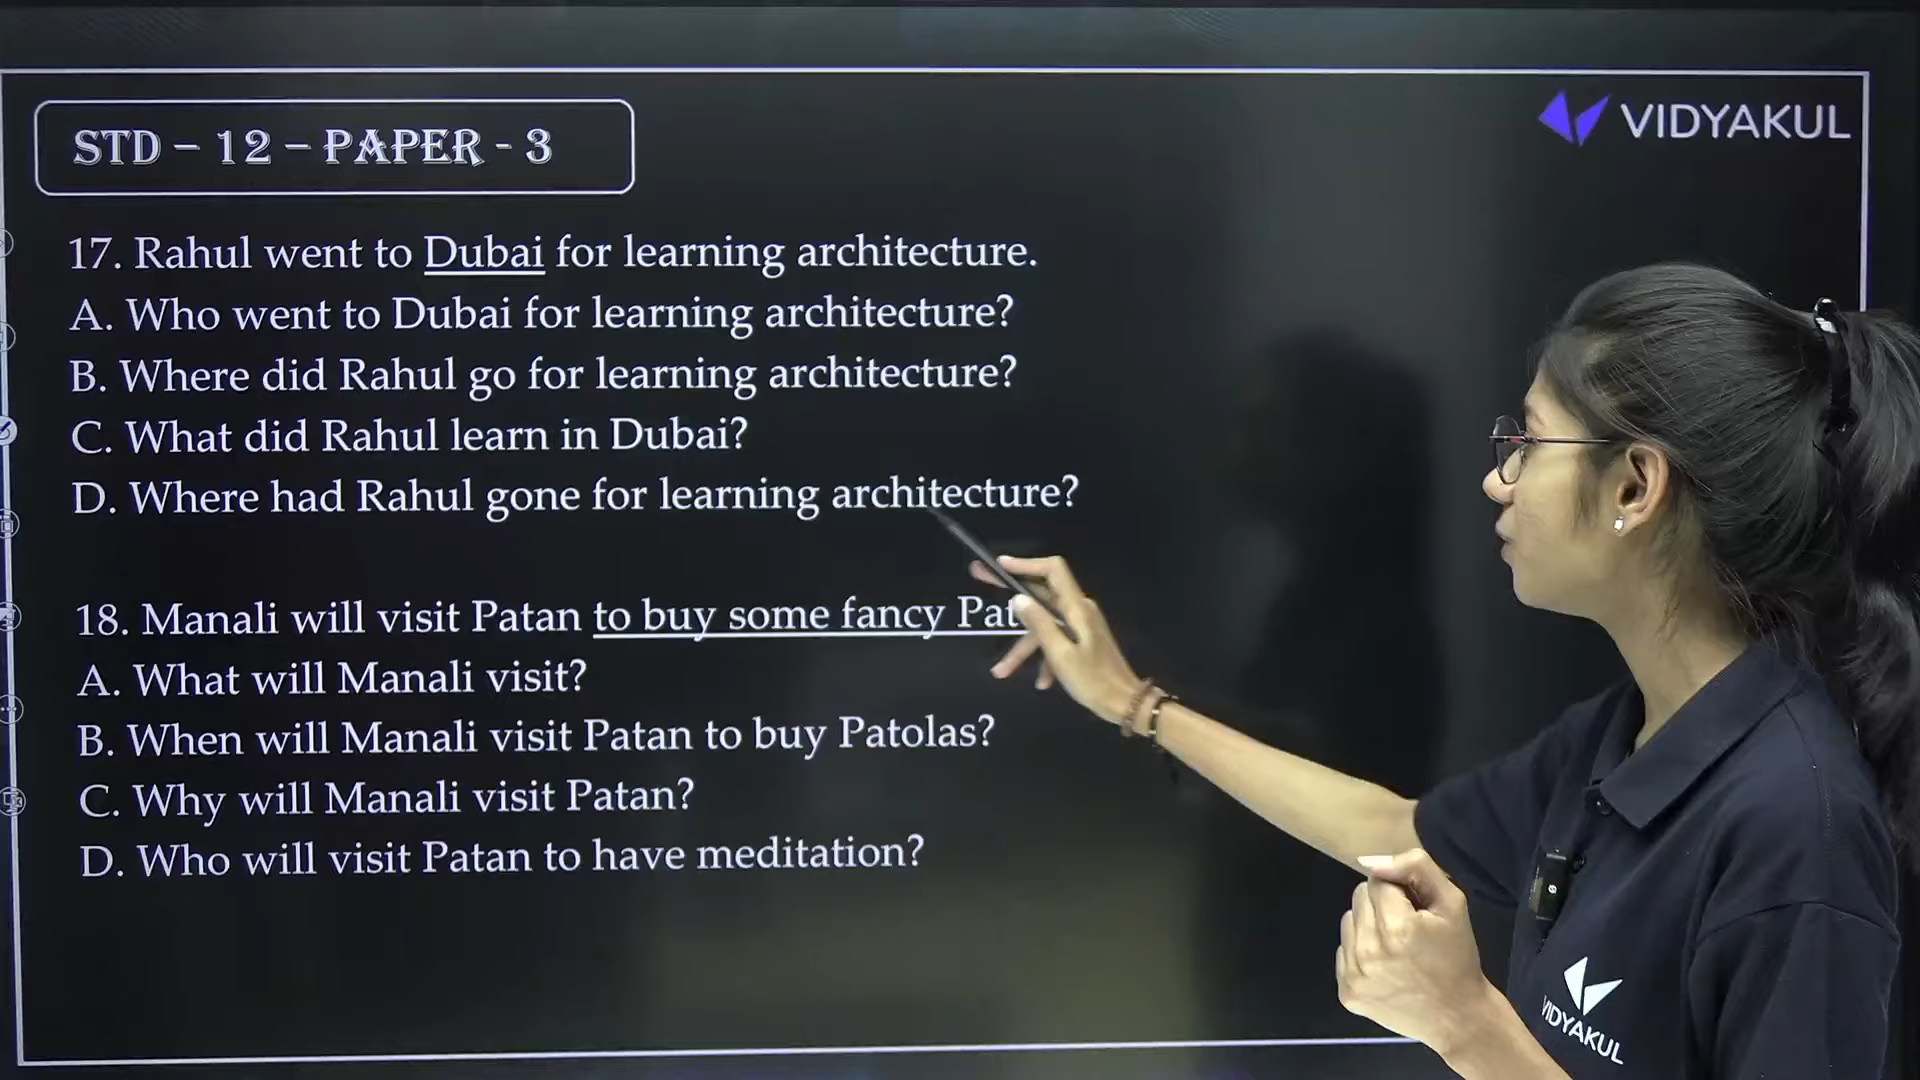 STD – 12 – PAPER - 3
VIDYAKUL
17. Rahul went to Dubai for learning architecture.
A. Who went to Dubai for learning architecture?
B. Where did Rahul go for learning architecture?
C. What did Rahul learn in Dubai?
D. Where had Rahul gone for learning architecture?
18. Manali will visit Patan to buy some fancy
A. What will Manali visit?
B. When will Manali visit Patan to buy Patolas?
C. Why will Manali visit Patan?
D. Who will visit Patan to have meditation?
VIDYAKUL